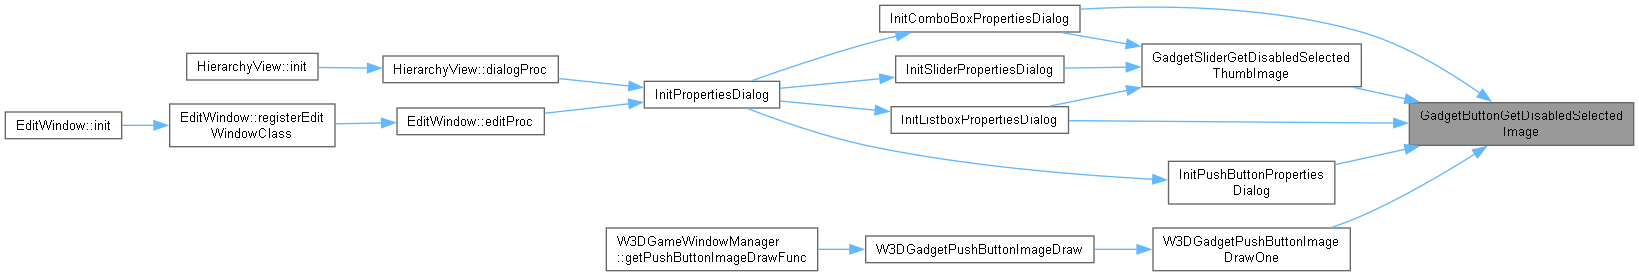 InitComboBoxPropertiesDialog
HierarchyView::init
HierarchyView::dialogProc
InitSliderPropertiesDialog
GadgetSliderGetDisabledSelected
ThumbImage
InitPropertiesDialog
EditWindow::init
EditWindow::registerEdit
WindowClass
EditWindow::editProc
InitListboxPropertiesDialog
GadgetButtonGetDisabledSelected
Image
InitPushButtonProperties
Dialog
W3DGameWindowManager
::getPushButtonImageDrawFunc
W3DGadgetPushButtonImageDraw
W3DGadgetPushButtonImage
DrawOne